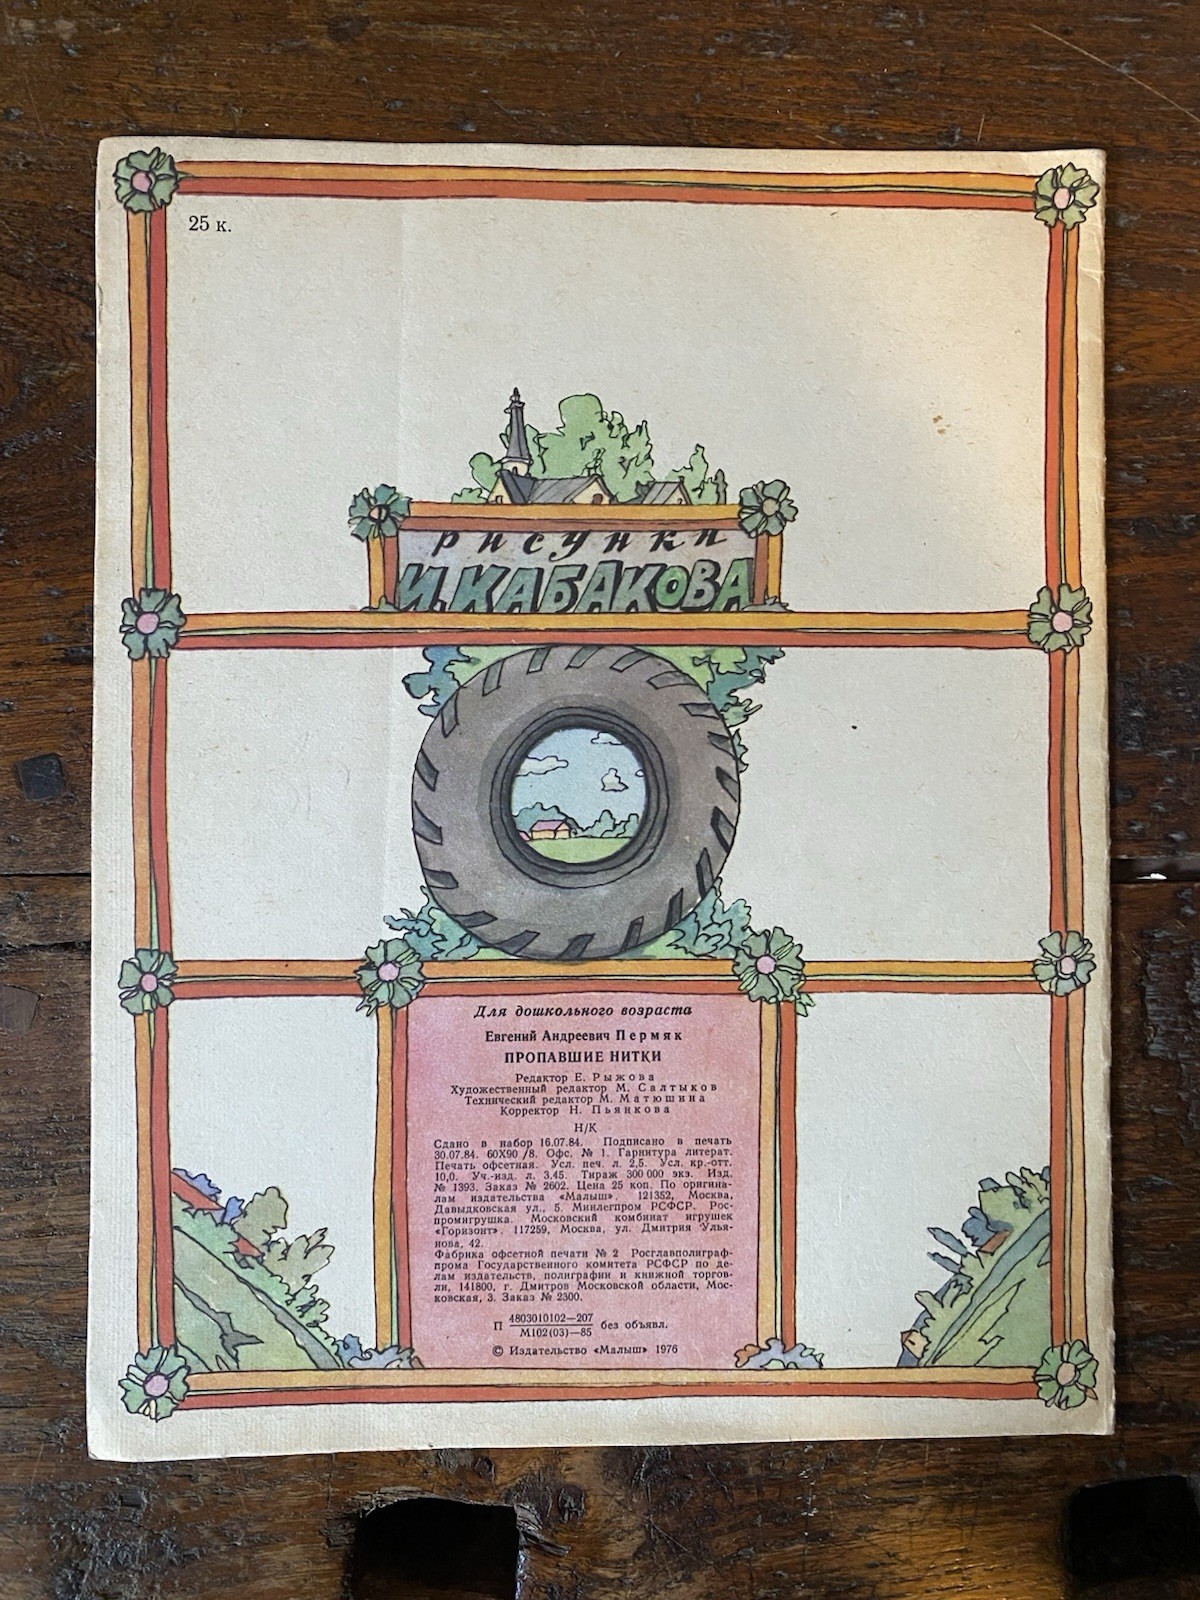 25 к.
РИСУНКИ
И. КАБАКОВА
Для дошкольного возраста
Евгений Андреевич Пермяк
ПРОПАВШИЕ НИТКИ
Редактор Е. Рыжова
Художественный редактор М. Салтыков
Технический редактор М. Матюшина
Корректор Н. Пьянкова
Н/К
Сдано в набор 16.07.84. Подписано в печать
30.07.84. 60X90 /8. Офс. № 1. Гарнитура литерат.
Печать офсетная. Усл. печ. л. 2,5. Усл. кр.-отт.
10,0. Уч.-изд. л. 3,45. Тираж 300 000 экз. Изд.
№ 1393. Заказ № 2602. Цена 25 коп. По оригина-
лам издательства «Малыш». 121352, Москва,
Давыдковская ул., 5. Минлегпром РСФСР. Рос-
промигрушка. Московский комбинат игрушек
«Горизонт». 117259, Москва, ул. Дмитрия Улья-
нова, 42.
Фабрика офсетной печати № 2 Росглавполиграф-
прома Государственного комитета РСФСР по де-
лам издательств, полиграфии и книжной торгов-
ли, 141800, г. Дмитров Московской области, Мос-
ковская, 3. Заказ № 2300.
П 4803010102—207 без объявл.
М102(03)—85
© Издательство «Малыш» 1976